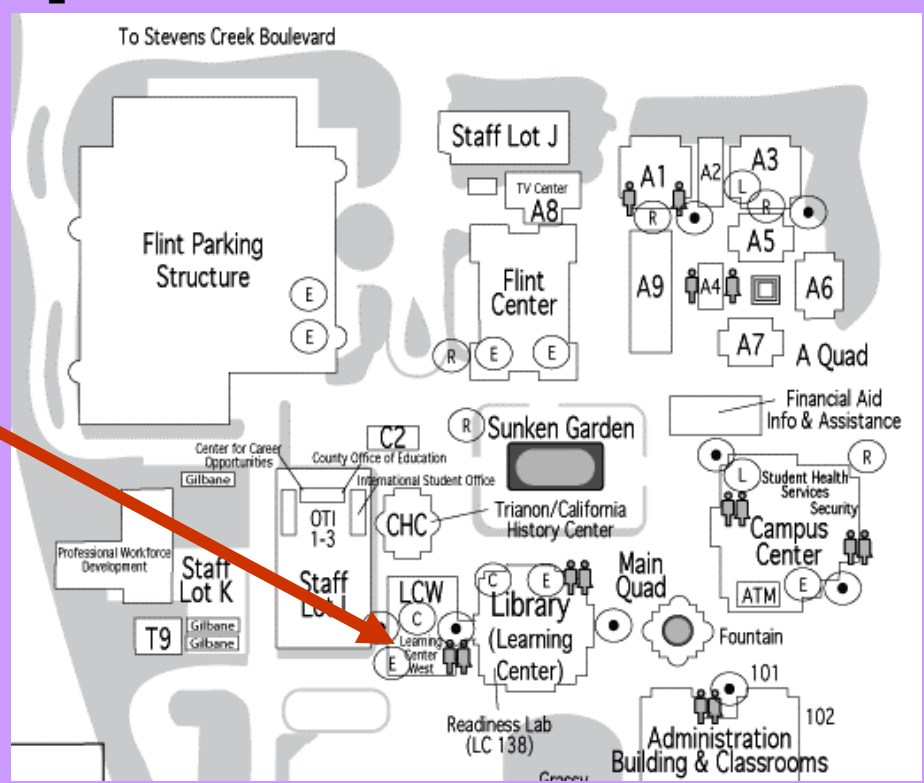 To Stevens Creek Boulevard
Staff Lot J
TV Center
A8
A1
A2
A3
L
R
R
A5
Flint Parking
Structure
E
E
Flint
Center
R
E
E
A9
A4
A6
A7
A Quad
Financial Aid
Info & Assistance
R
Sunken Garden
C2
Center for Career
Opportunities
County Office of Education
International Student Office
Gilbane
OTI
1-3
CHC
Trianon/California
History Center
R
L
Student Health
Services
Security
Campus
Center
ATM
E
Professional Workforce
Development
Staff
Lot K
T9
Gilbane
Gilbane
Staff
LCW
C
Learning
Center
West
E
C
E
Library
(Learning
Center)
Main
Quad
Fountain
Readiness Lab
(LC 138)
101
102
Administration
Building & Classrooms